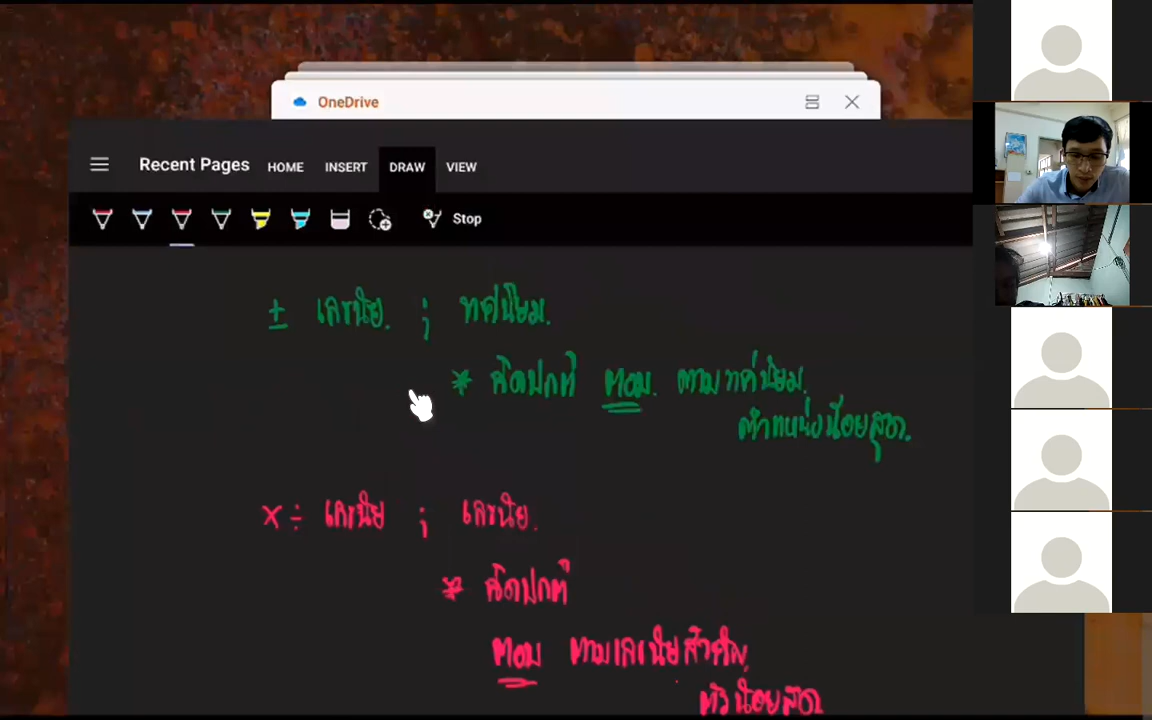 OneDrive
Recent Pages HOME INSERT DRAW VIEW
Stop
± เลขนัย. ; ทศนิยม.
* คิดปกติ ตอบ. ตามทศนิยม.
ตำแหน่งน้อยสุด.
× ÷ เลขนัย ; เลขนัย.
* คิดปกติ
ตอบ ตามเลขนัยสำคัญ
ตัวน้อยสุด